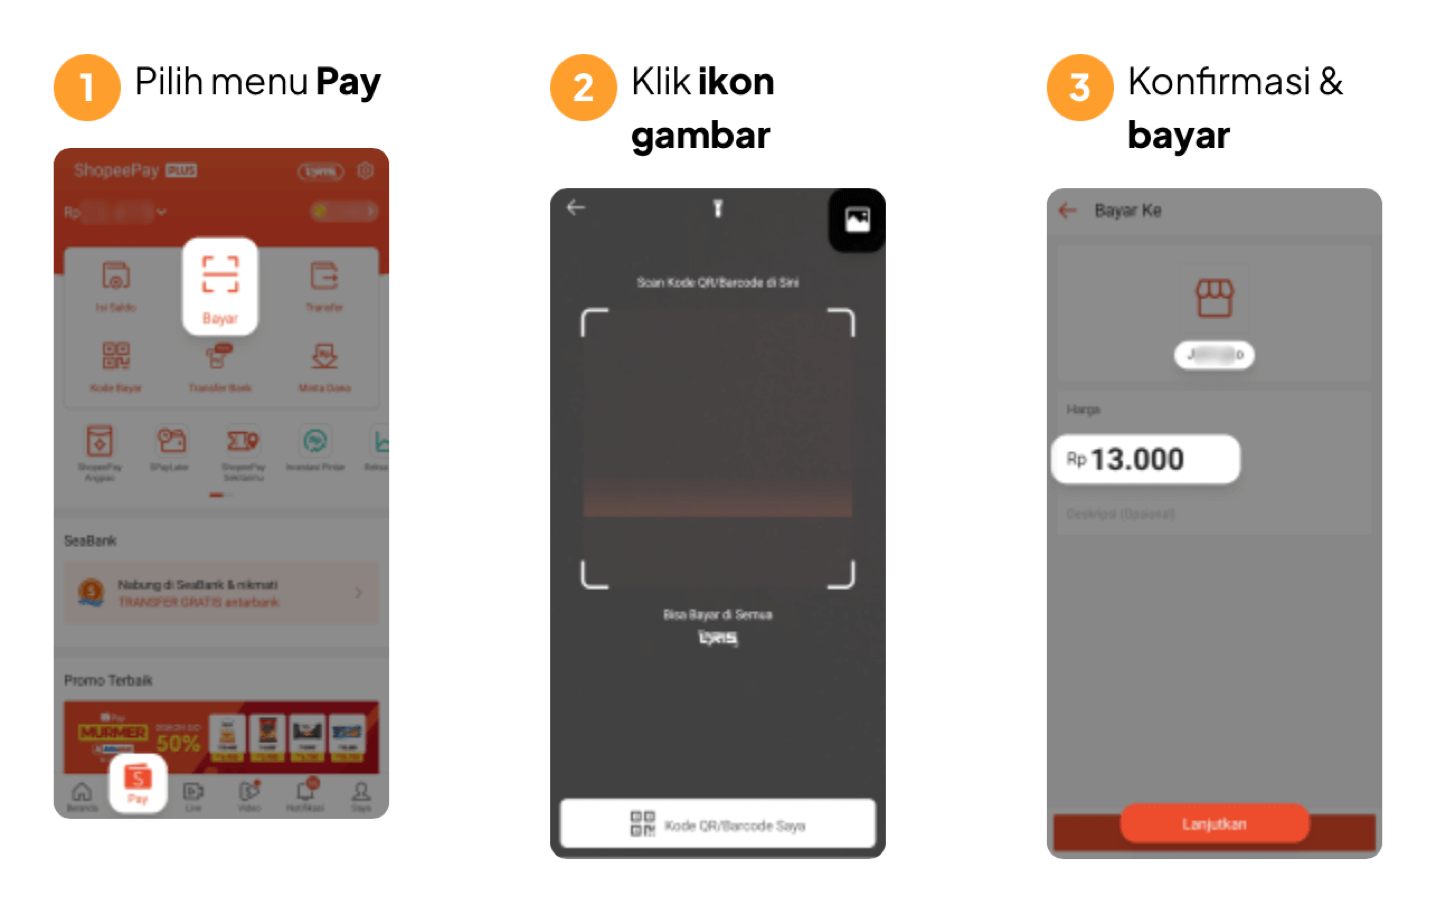 1 Pilih menu Pay
ShopeePay PLUS
QRIS
Rp
Isi Saldo
Bayar
Transfer
Kode Bayar
Transfer Bank
Minta Dana
ShopeePay
SPayLater
ShopeePay
Sekitarmu
Investasi Pintar
SeaBank
Nabung di SeaBank & nikmati
TRANSFER GRATIS antarbank
Promo Terbaik
Pay
MURMER
50%
Beranda
Pay
Live
Video
Notifikasi
Saya
2 Klik ikon
gambar
Scan Kode QR/Barcode di Sini
Bisa Bayar di Semua
QRIS
Kode QR/Barcode Saya
3 Konfirmasi &
bayar
Bayar Ke
Harga
Rp 13.000
Deskripsi (Opsional)
Lanjutkan